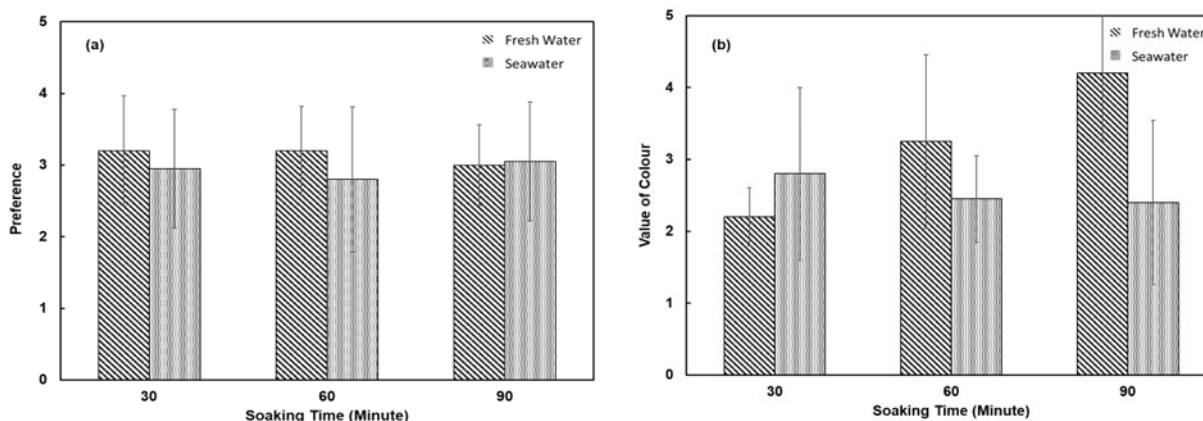 (a)
Fresh Water
Seawater
5
4
3
2
1
0
Preference
30 60 90
Soaking Time (Minute)
(b)
Fresh Water
Seawater
5
4
3
2
1
0
Value of Colour
30 60 90
Soaking Time (Minute)